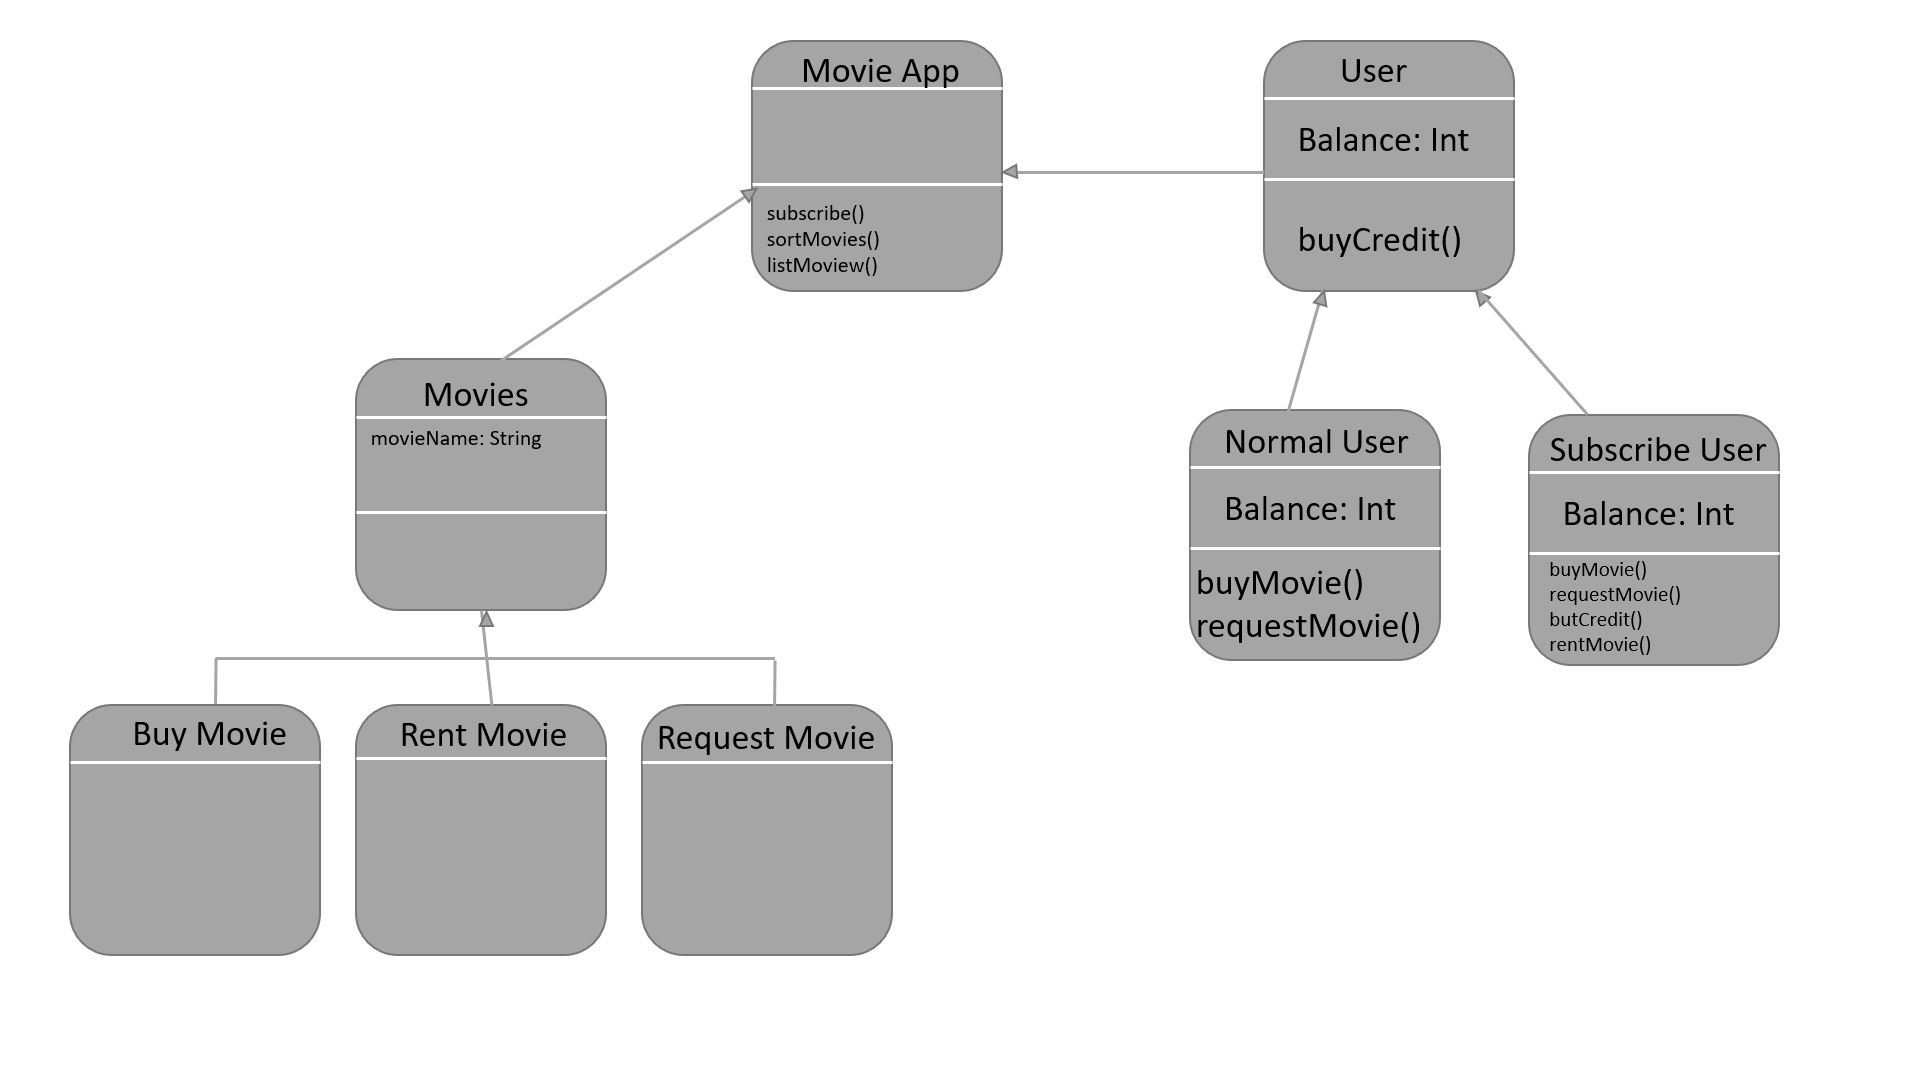 Movie App
subscribe()
sortMovies()
listMoview()
User
Balance: Int
buyCredit()
Movies
movieName: String
Normal User
Balance: Int
buyMovie()
requestMovie()
Subscribe User
Balance: Int
buyMovie()
requestMovie()
butCredit()
rentMovie()
Buy Movie
Rent Movie
Request Movie